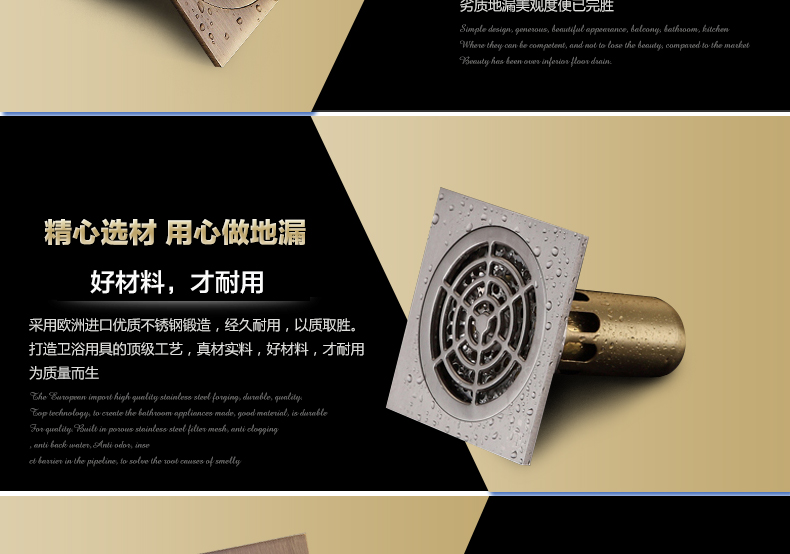 劣质地漏美观度便已完胜
Simple design, generous, beautiful appearance, balcony, bathroom, kitchen
Where they can be competent, and not to lose the beauty, compared to the market
Beauty has been over inferior floor drain.
精心选材 用心做地漏
好材料，才耐用
采用欧洲进口优质不锈钢锻造，经久耐用，以质取胜。
打造卫浴用具的顶级工艺，真材实料，好材料，才耐用
为质量而生
The European import high quality stainless steel forging, durable, quality.
Top technology, to create the bathroom appliances made, good material, is durable
For quality.Built in porous stainless steel filter mesh, anti clogging
, anti back water, Anti odor, inse
ct barrier in the pipeline, to solve the root causes of smelly